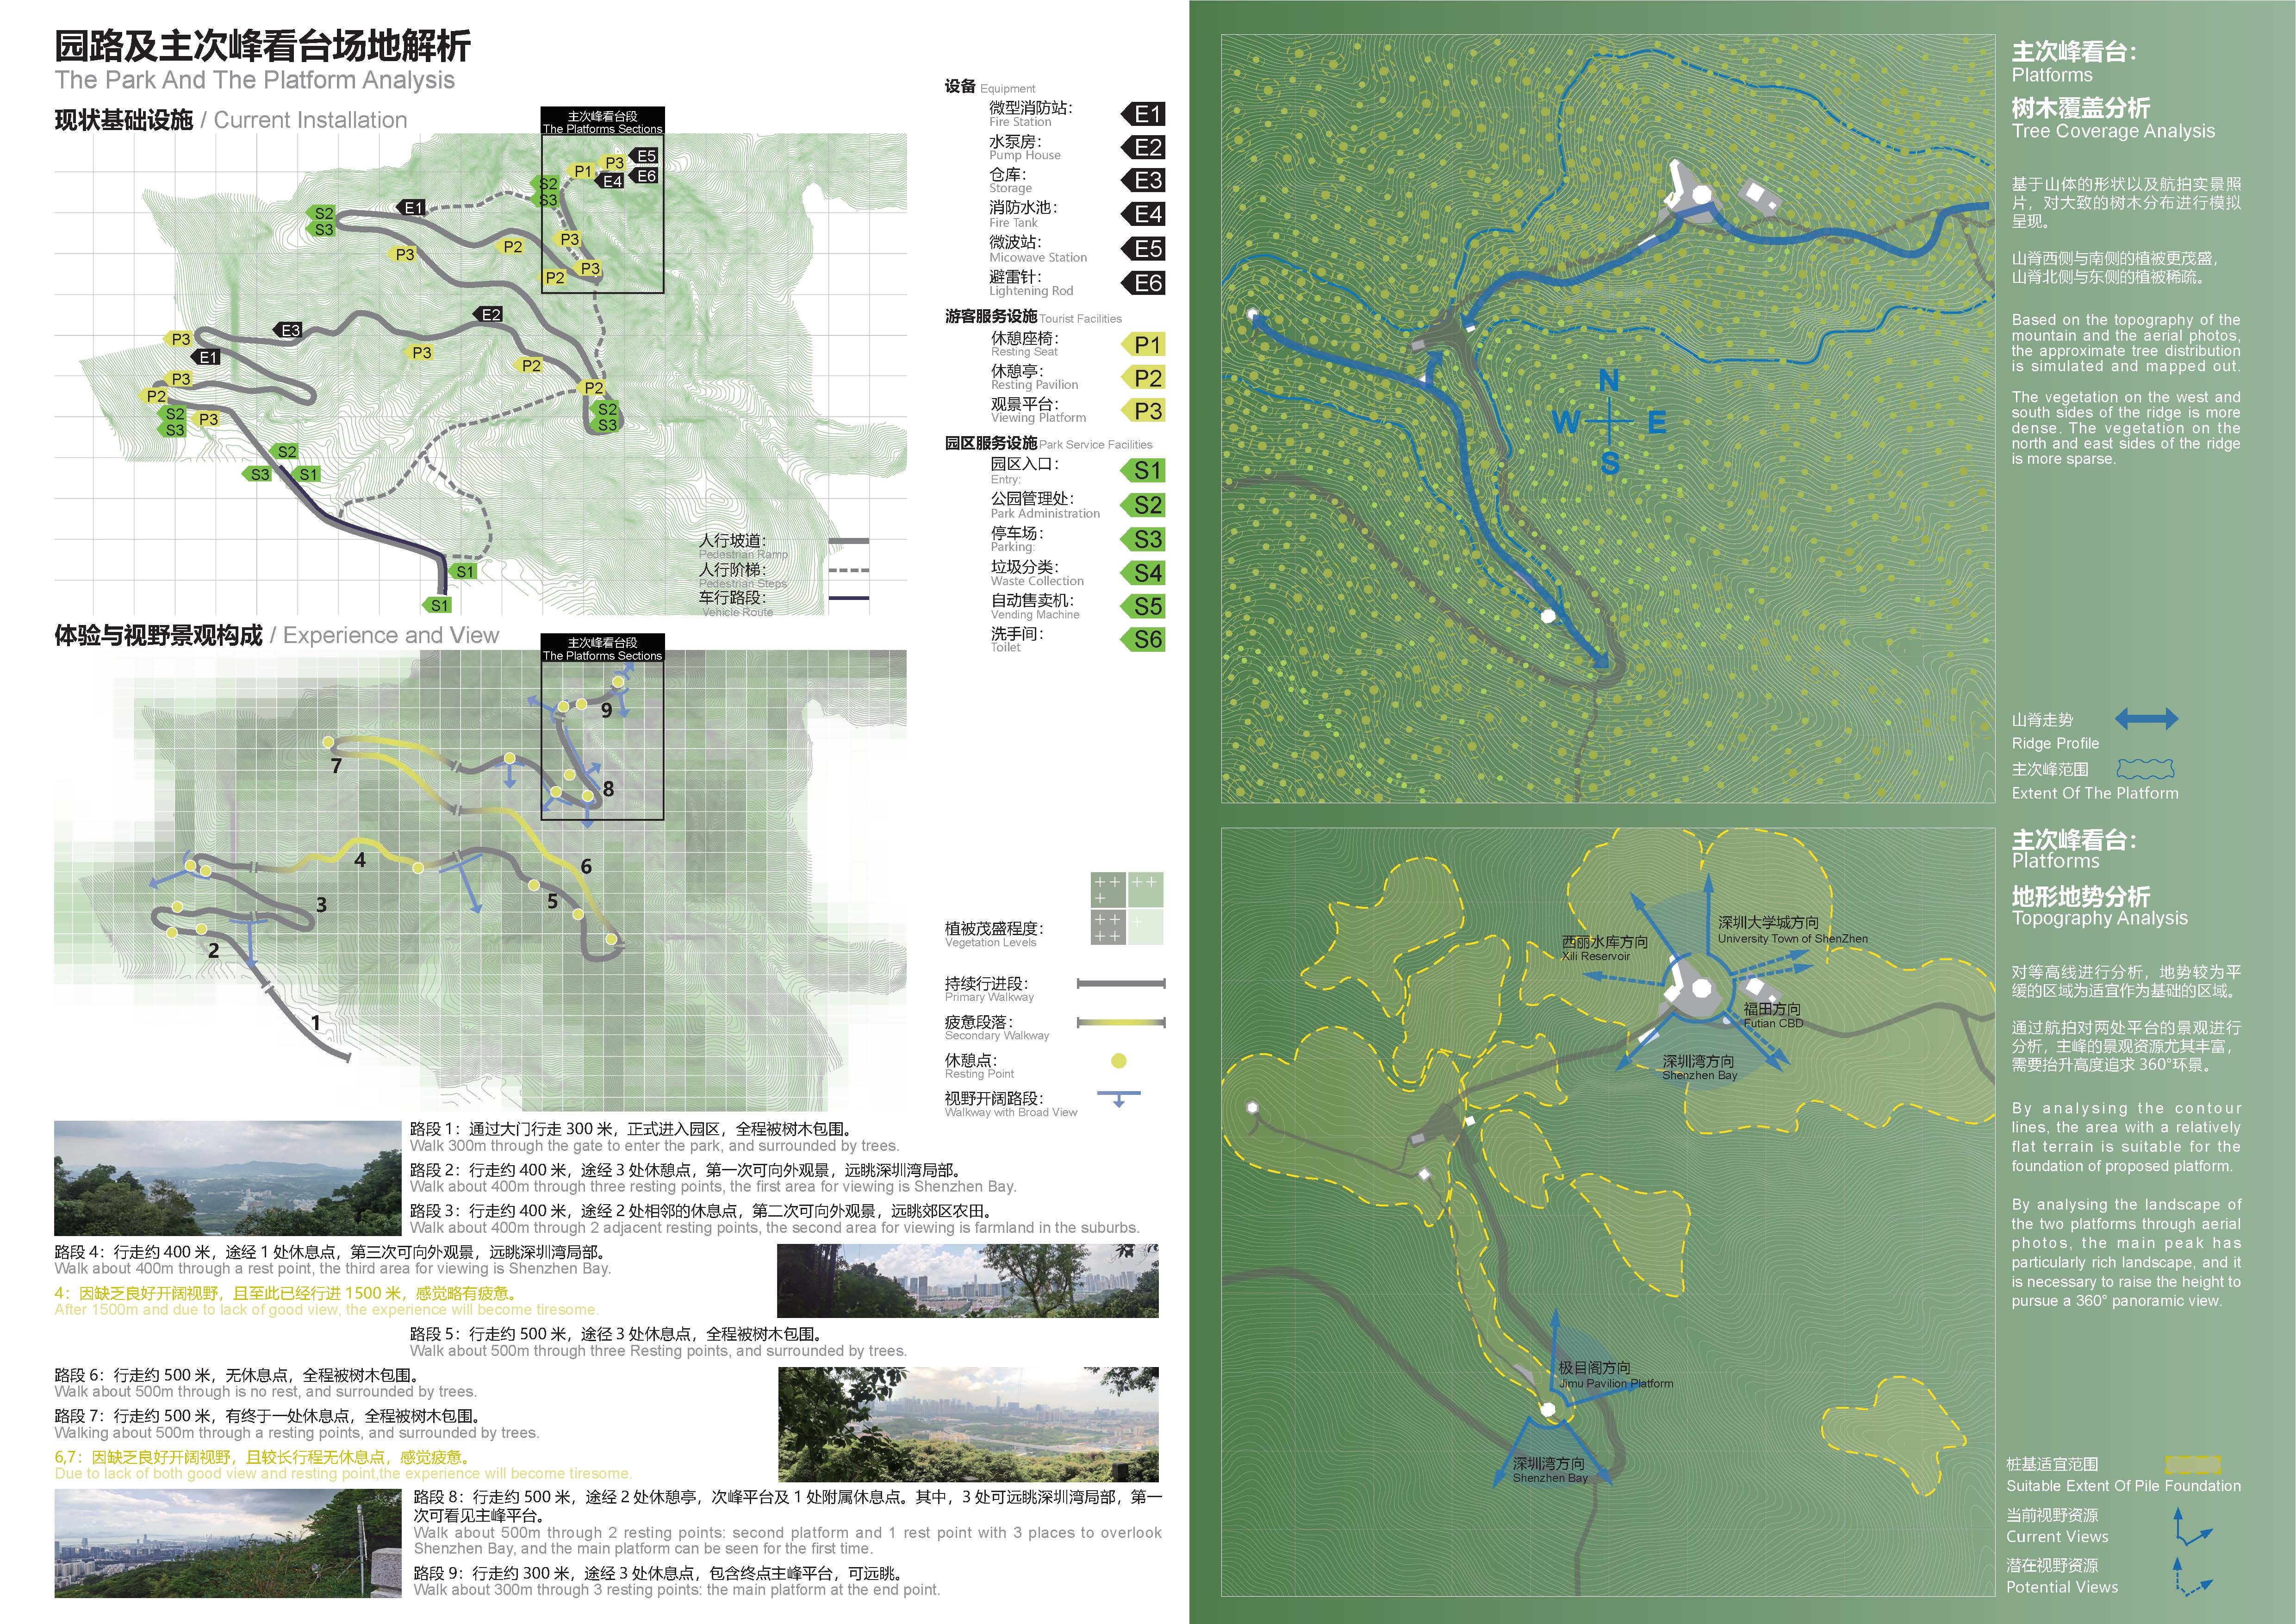 园路及主次峰看台场地解析
The Park And The Platform Analysis
现状基础设施 / Current Installation
主次峰看台段
The Platforms Sections
P1
P3
E5
E4
E6
S2
S3
S2
S3
E1
P3
P2
P3
P2
P3
E2
E3
P3
E1
P3
P2
P3
P2
P2
S2
S3
S2
S3
P3
S2
S3
S1
S1
S1
人行坡道：
Pedestrian Ramp
人行阶梯：
Pedestrian Steps
车行路段：
Vehicle Route
设备 Equipment
微型消防站：
Fire Station
E1
水泵房：
Pump House
E2
仓库：
Storage
E3
消防水池：
Fire Tank
E4
微波站：
Micowave Station
E5
避雷针：
Lightening Rod
E6
游客服务设施 Tourist Facilities
休憩座椅：
Resting Seat
P1
休憩亭：
Resting Pavilion
P2
观景平台：
Viewing Platform
P3
园区服务设施 Park Service Facilities
园区入口：
Entry:
S1
公园管理处：
Park Administration
S2
停车场：
Parking:
S3
垃圾分类：
Waste Collection
S4
自动售卖机：
Vending Machine
S5
洗手间：
Toilet
S6
体验与视野景观构成 / Experience and View
主次峰看台段
The Platforms Sections
9
7
8
4
6
3
5
2
1
植被茂盛程度：
Vegetation Levels
持续行进段：
Primary Walkway
疲惫段落：
Secondary Walkway
休憩点：
Resting Point
视野开阔路段：
Walkway with Broad View
路段 1：通过大门行走 300 米，正式进入园区，全程被树木包围。
Walk 300m through the gate to enter the park, and surrounded by trees.
路段 2：行走约 400 米，途经 3 处休憩点，第一次可向外观景，远眺深圳湾局部。
Walk about 400m through three resting points, the first area for viewing is Shenzhen Bay.
路段 3：行走约 400 米，途经 2 处相邻的休息点，第二次可向外观景，远眺郊区农田。
Walk about 400m through 2 adjacent resting points, the second area for viewing is farmland in the suburbs.
路段 4：行走约 400 米，途经 1 处休息点，第三次可向外观景，远眺深圳湾局部。
Walk about 400m through a rest point, the third area for viewing is Shenzhen Bay.
4：因缺乏良好开阔视野，且至此已经行进 1500 米，感觉略有疲惫。
After 1500m and due to lack of good view, the experience will become tiresome.
路段 5：行走约 500 米，途径 3 处休息点，全程被树木包围。
Walk about 500m through three Resting points, and surrounded by trees.
路段 6：行走约 500 米，无休息点，全程被树木包围。
Walk about 500m through is no rest, and surrounded by trees.
路段 7：行走约 500 米，有终于一处休息点，全程被树木包围。
Walking about 500m through a resting points, and surrounded by trees.
6,7：因缺乏良好开阔视野，且较长行程无休息点，感觉疲惫。
Due to lack of both good view and resting point,the experience will become tiresome.
路段 8：行走约 500 米，途经 2 处休憩亭，次峰平台及 1 处附属休息点。其中，3 处可远眺深圳湾局部，第一
次可看见主峰平台。
Walk about 500m through 2 resting points: second platform and 1 rest point with 3 places to overlook
Shenzhen Bay, and the main platform can be seen for the first time.
路段 9：行走约 300 米，途经 3 处休息点，包含终点主峰平台，可远眺。
Walk about 300m through 3 resting points: the main platform at the end point.
N
W
E
S
主次峰看台：
Platforms
树木覆盖分析
Tree Coverage Analysis
基于山体的形状以及航拍实景照
片，对大致的树木分布进行模拟
呈现。
山脊西侧与南侧的植被更茂盛，
山脊北侧与东侧的植被稀疏。
Based on the topography of the
mountain and the aerial photos,
the approximate tree distribution
is simulated and mapped out.
The vegetation on the west and
south sides of the ridge is more
dense. The vegetation on the
north and east sides of the ridge
is more sparse.
山脊走势
Ridge Profile
主次峰范围
Extent Of The Platform
深圳大学城方向
University Town of ShenZhen
西丽水库方向
Xili Reservoir
福田方向
Futian CBD
深圳湾方向
Shenzhen Bay
极目阁方向
Jimu Pavilion Platform
深圳湾方向
Shenzhen Bay
主次峰看台：
Platforms
地形地势分析
Topography Analysis
对等高线进行分析，地势较为平
缓的区域为适宜作为基础的区域。
通过航拍对两处平台的景观进行
分析，主峰的景观资源尤其丰富，
需要抬升高度追求 360°环景。
By analysing the contour
lines, the area with a relatively
flat terrain is suitable for the
foundation of proposed platform.
By analysing the landscape of
the two platforms through aerial
photos, the main peak has
particularly rich landscape, and it
is necessary to raise the height to
pursue a 360° panoramic view.
桩基适宜范围
Suitable Extent Of Pile Foundation
当前视野资源
Current Views
潜在视野资源
Potential Views